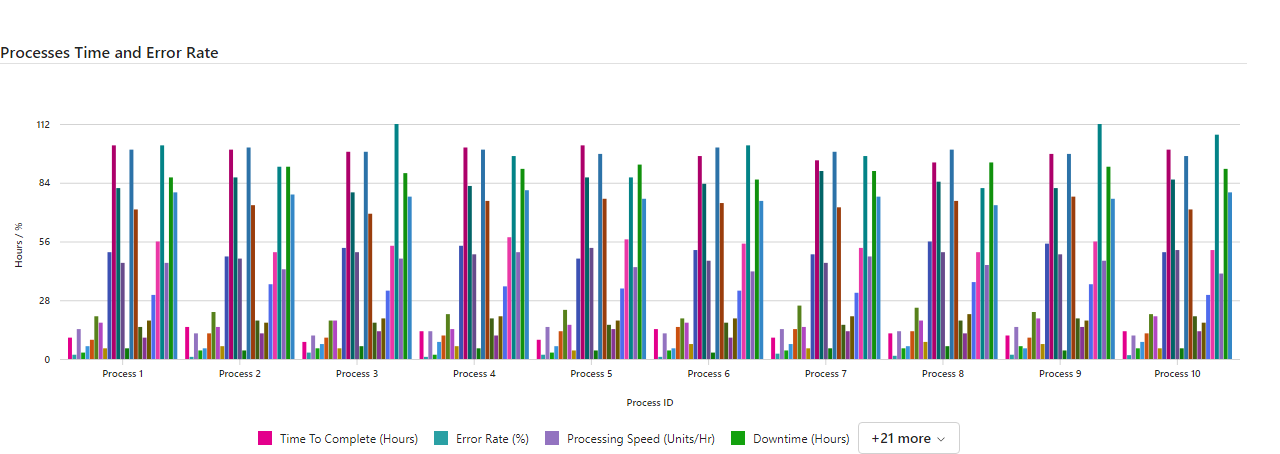 Processes Time and Error Rate
112
84
56
28
0
Hours / %
Process 1 Process 2 Process 3 Process 4 Process 5 Process 6 Process 7 Process 8 Process 9 Process 10
Process ID
Time To Complete (Hours) Error Rate (%) Processing Speed (Units/Hr) Downtime (Hours) +21 more